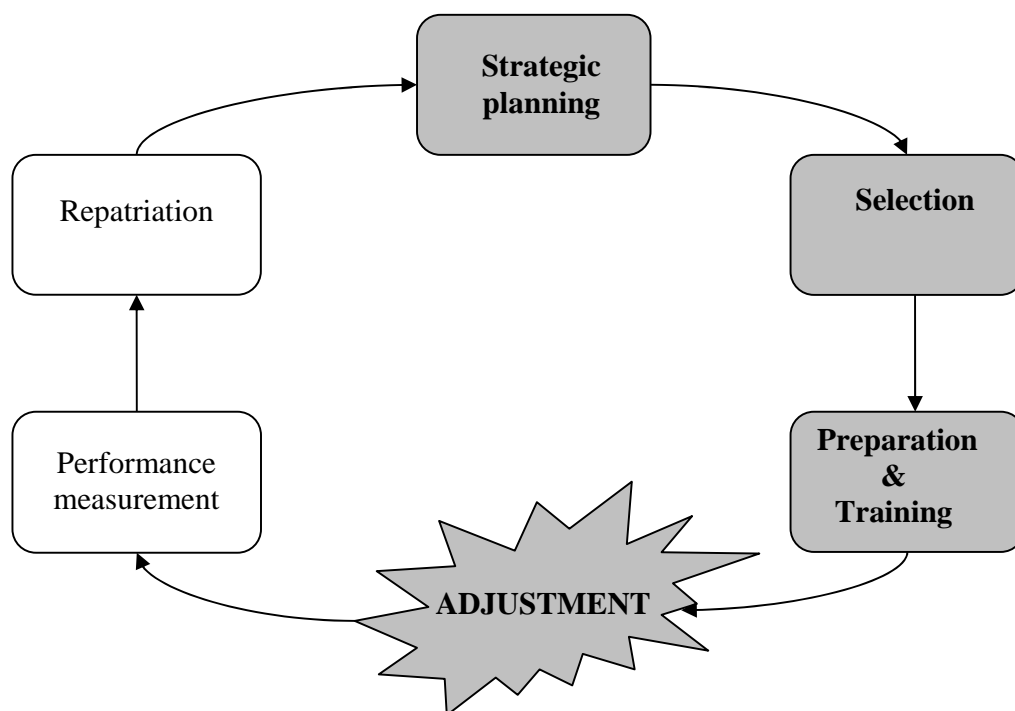 Strategic
planning
Repatriation
Selection
Performance
measurement
Preparation
&
Training
ADJUSTMENT